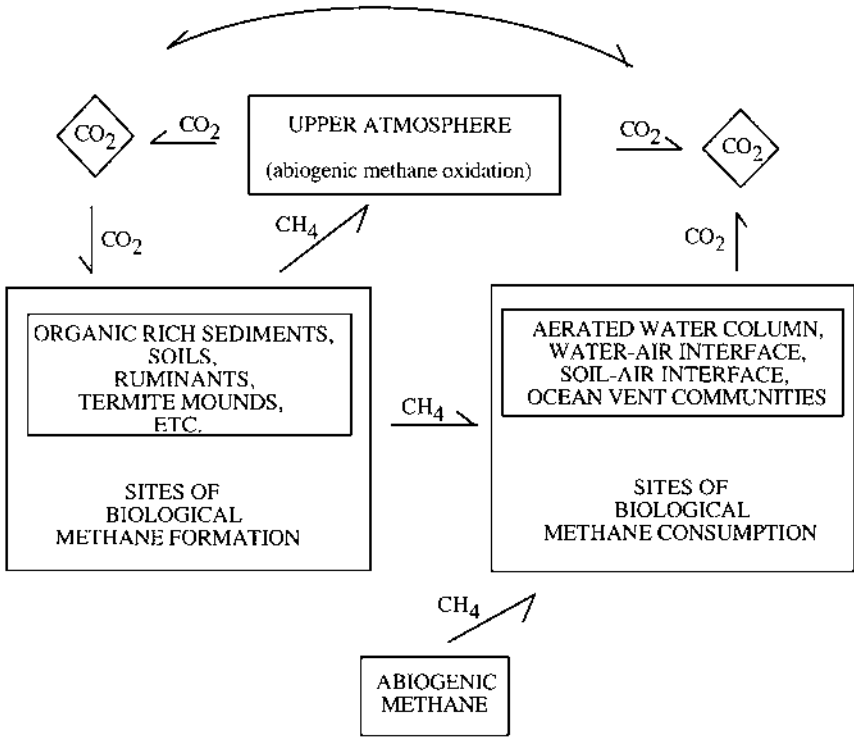 UPPER ATMOSPHERE
(abiogenic methane oxidation)
CO2
CO2
CO2
CO2
CO2
CH4
CO2
ORGANIC RICH SEDIMENTS,
SOILS,
RUMINANTS,
TERMITE MOUNDS,
ETC.
SITES OF
BIOLOGICAL
METHANE FORMATION
CH4
AERATED WATER COLUMN,
WATER-AIR INTERFACE,
SOIL-AIR INTERFACE,
OCEAN VENT COMMUNITIES
SITES OF
BIOLOGICAL
METHANE CONSUMPTION
CH4
ABIOGENIC
METHANE